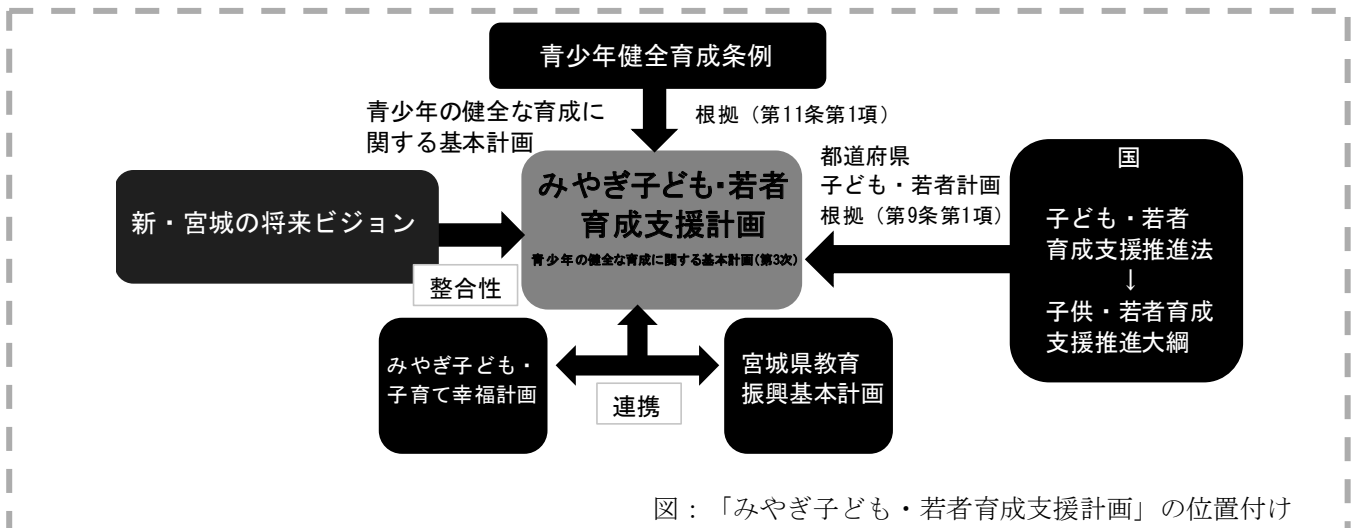 青少年健全育成条例
青少年の健全な育成に
関する基本計画
根拠（第11条第1項）
みやぎ子ども・若者
育成支援計画
青少年の健全な育成に関する基本計画(第3次)
都道府県
子ども・若者計画
根拠（第9条第1項）
国
子ども・若者
育成支援推進法
↓
子供・若者育成
支援推進大綱
新・宮城の将来ビジョン
整合性
みやぎ子ども・
子育て幸福計画
連携
宮城県教育
振興基本計画
図：「みやぎ子ども・若者育成支援計画」の位置付け